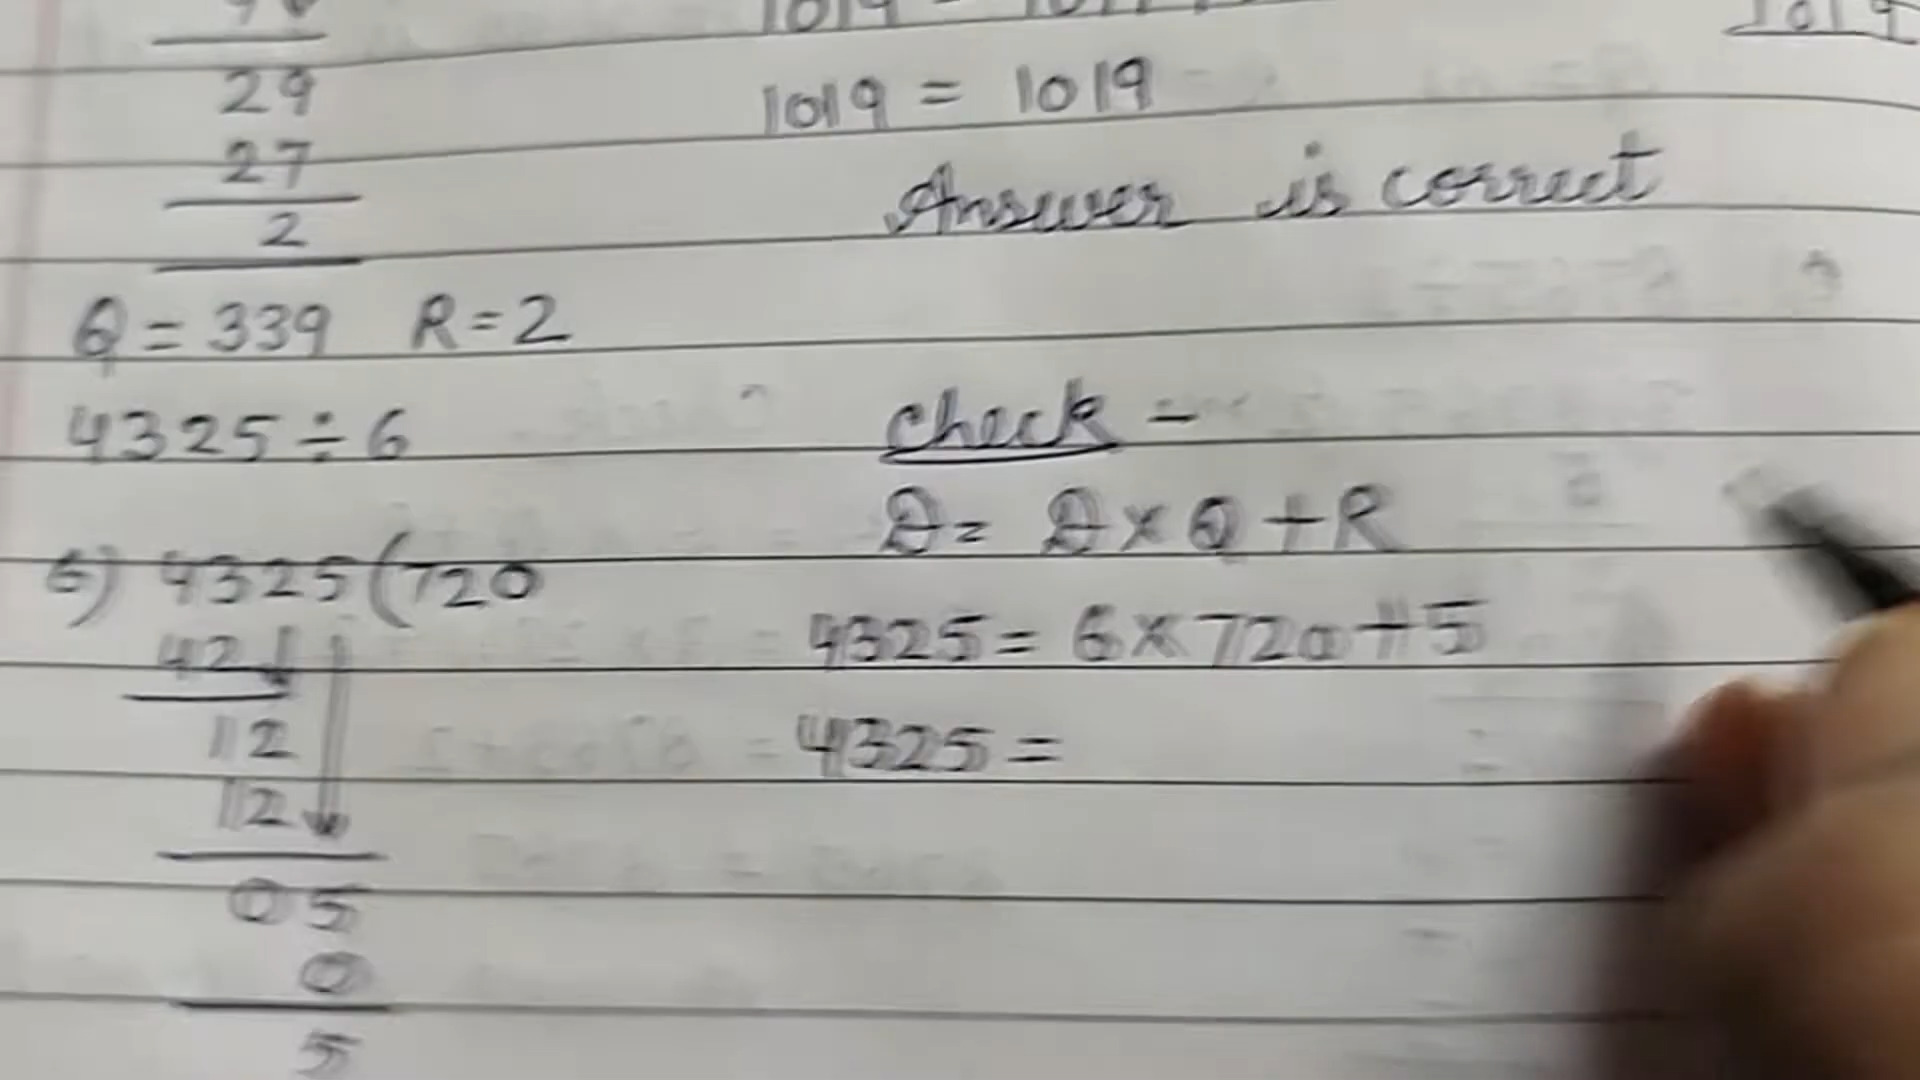 29
27
2
Q = 339 R = 2
1019 = 1019
Answer is correct
4325 ÷ 6
6) 4325 (720
42
12
12
05
0
5
Check -
D = D × Q + R
4325 = 6 × 720 + 5
4325 =
1019